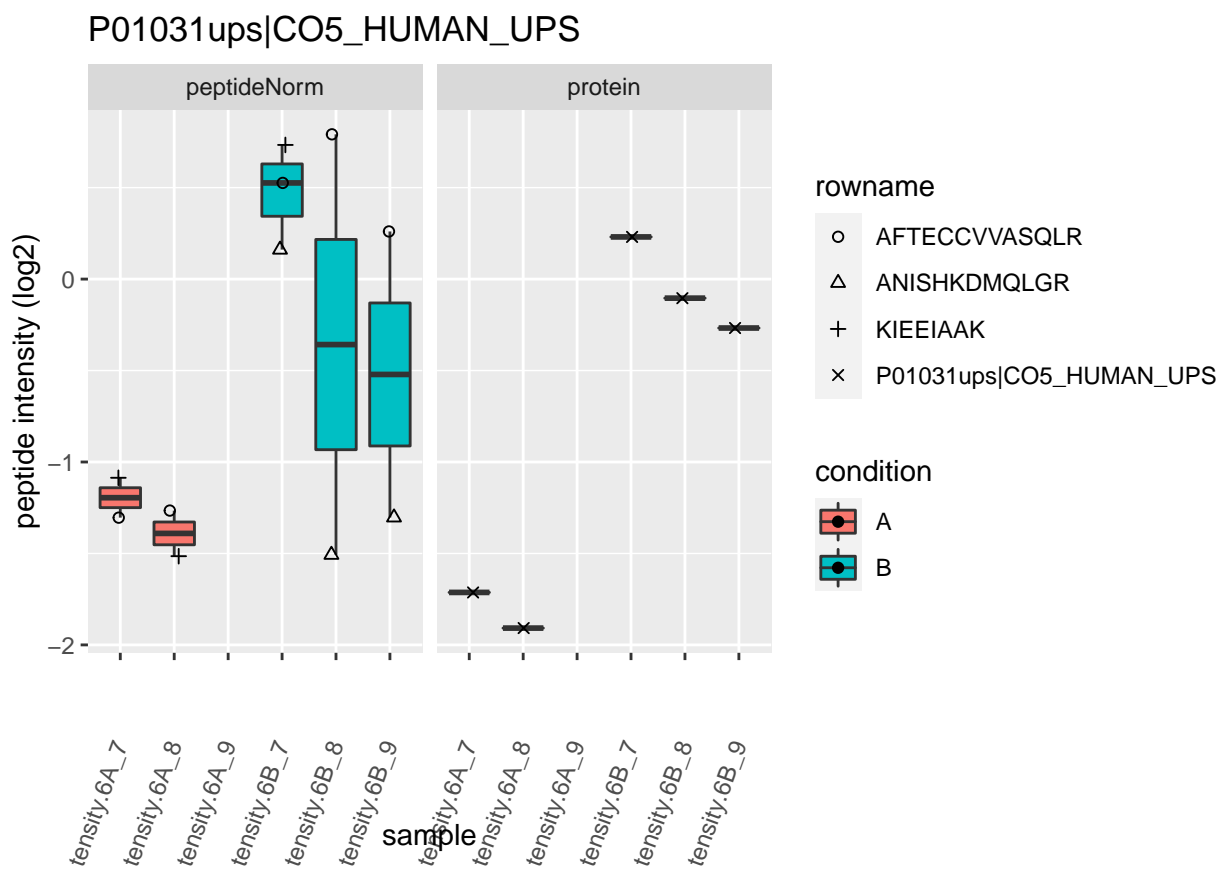 P01031ups|CO5_HUMAN_UPS
peptideNorm
protein
peptide intensity (log2)
0
−1
−2
tensity.6A_7
tensity.6A_8
tensity.6A_9
tensity.6B_7
tensity.6B_8
tensity.6B_9
tensity.6A_7
tensity.6A_8
tensity.6A_9
tensity.6B_7
tensity.6B_8
tensity.6B_9
sample
rowname
AFTECCVVASQLR
ANISHKDMQLGR
KIEEIAAK
P01031ups|CO5_HUMAN_UPS
condition
A
B